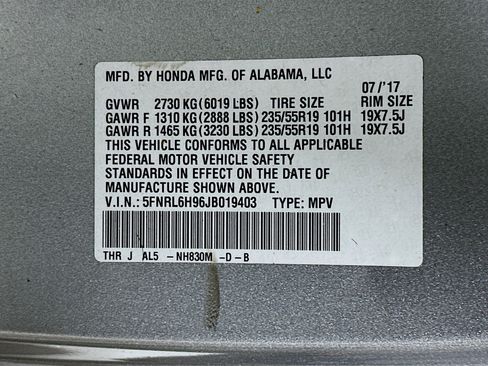 MFD. BY HONDA MFG. OF ALABAMA, LLC
07 /'17
GVWR 2730 KG(6019 LBS) TIRE SIZE RIM SIZE
GAWR F 1310 KG(2888 LBS)235/55R19 101H 19X7.5J
GAWR R 1465 KG(3230 LBS)235/55R19 101H 19X7.5J
THIS VEHICLE CONFORMS TO ALL APPLICABLE
FEDERAL MOTOR VEHICLE SAFETY
STANDARDS IN EFFECT ON THE DATE OF
MANUFACTURE SHOWN ABOVE.
V.I.N.: 5FNRL6H96JB019403 TYPE: MPV
THR J AL5 -NH830M -D-B